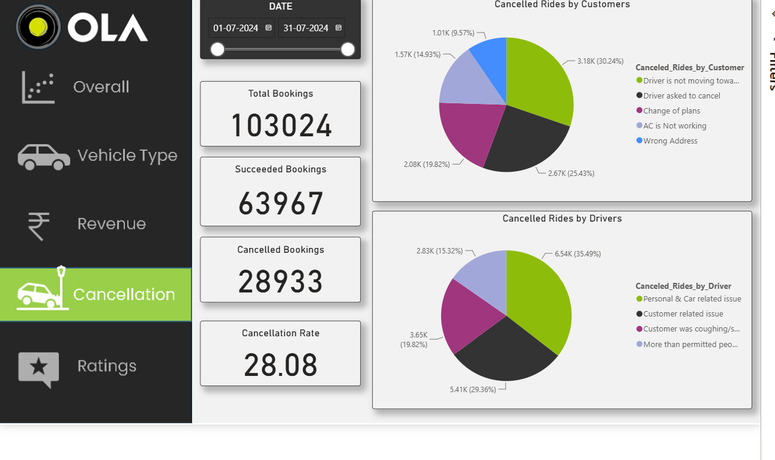 OLA
Overall
Vehicle Type
Revenue
Cancellation
Ratings
DATE
01-07-2024
31-07-2024
Total Bookings
103024
Succeeded Bookings
63967
Cancelled Bookings
28933
Cancellation Rate
28.08
Cancelled Rides by Customers
1.01K (9.57%)
1.57K (14.93%)
3.18K (30.24%)
2.08K (19.82%)
2.67K (25.43%)
Canceled_Rides_by_Customer
Driver is not moving towa...
Driver asked to cancel
Change of plans
AC is Not working
Wrong Address
Cancelled Rides by Drivers
2.83K (15.32%)
6.54K (35.49%)
3.65K
(19.82%)
5.41K (29.36%)
Canceled_Rides_by_Driver
Personal & Car related issue
Customer related issue
Customer was coughing/s...
More than permitted peo...
Filters